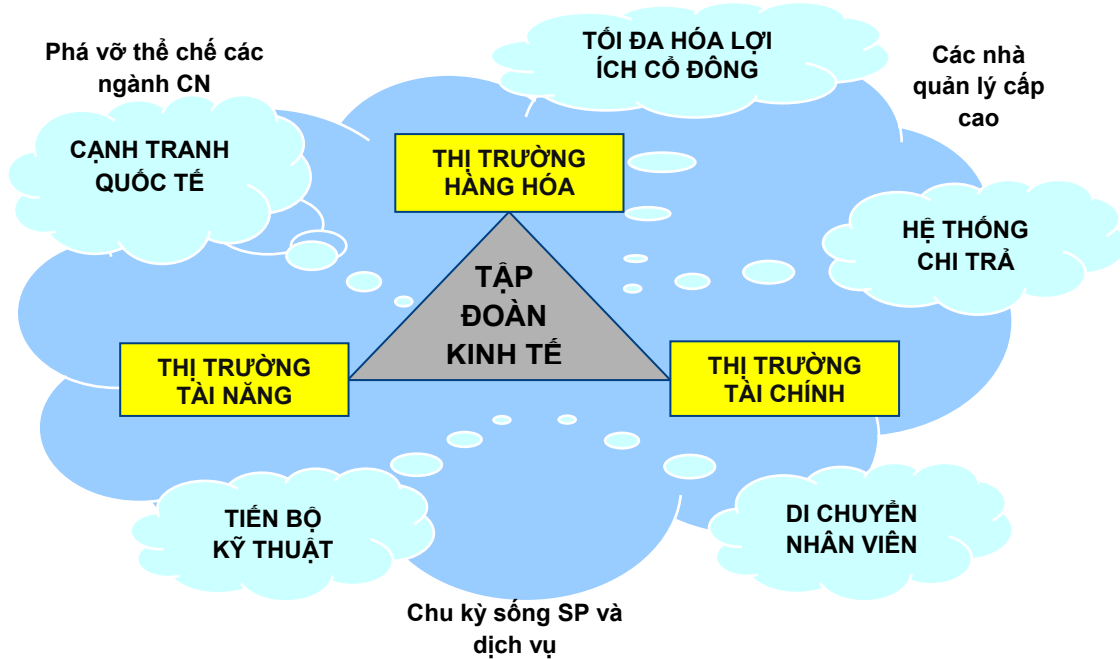 Phá vỡ thể chế các
ngành CN
TỐI ĐA HÓA LỢI
ÍCH CỔ ĐÔNG
Các nhà
quản lý cấp
cao
CẠNH TRANH
QUỐC TẾ
THỊ TRƯỜNG
HÀNG HÓA
HỆ THỐNG
CHI TRẢ
TẬP
ĐOÀN
KINH TẾ
THỊ TRƯỜNG
TÀI NĂNG
THỊ TRƯỜNG
TÀI CHÍNH
TIẾN BỘ
KỸ THUẬT
DI CHUYỂN
NHÂN VIÊN
Chu kỳ sống SP và
dịch vụ